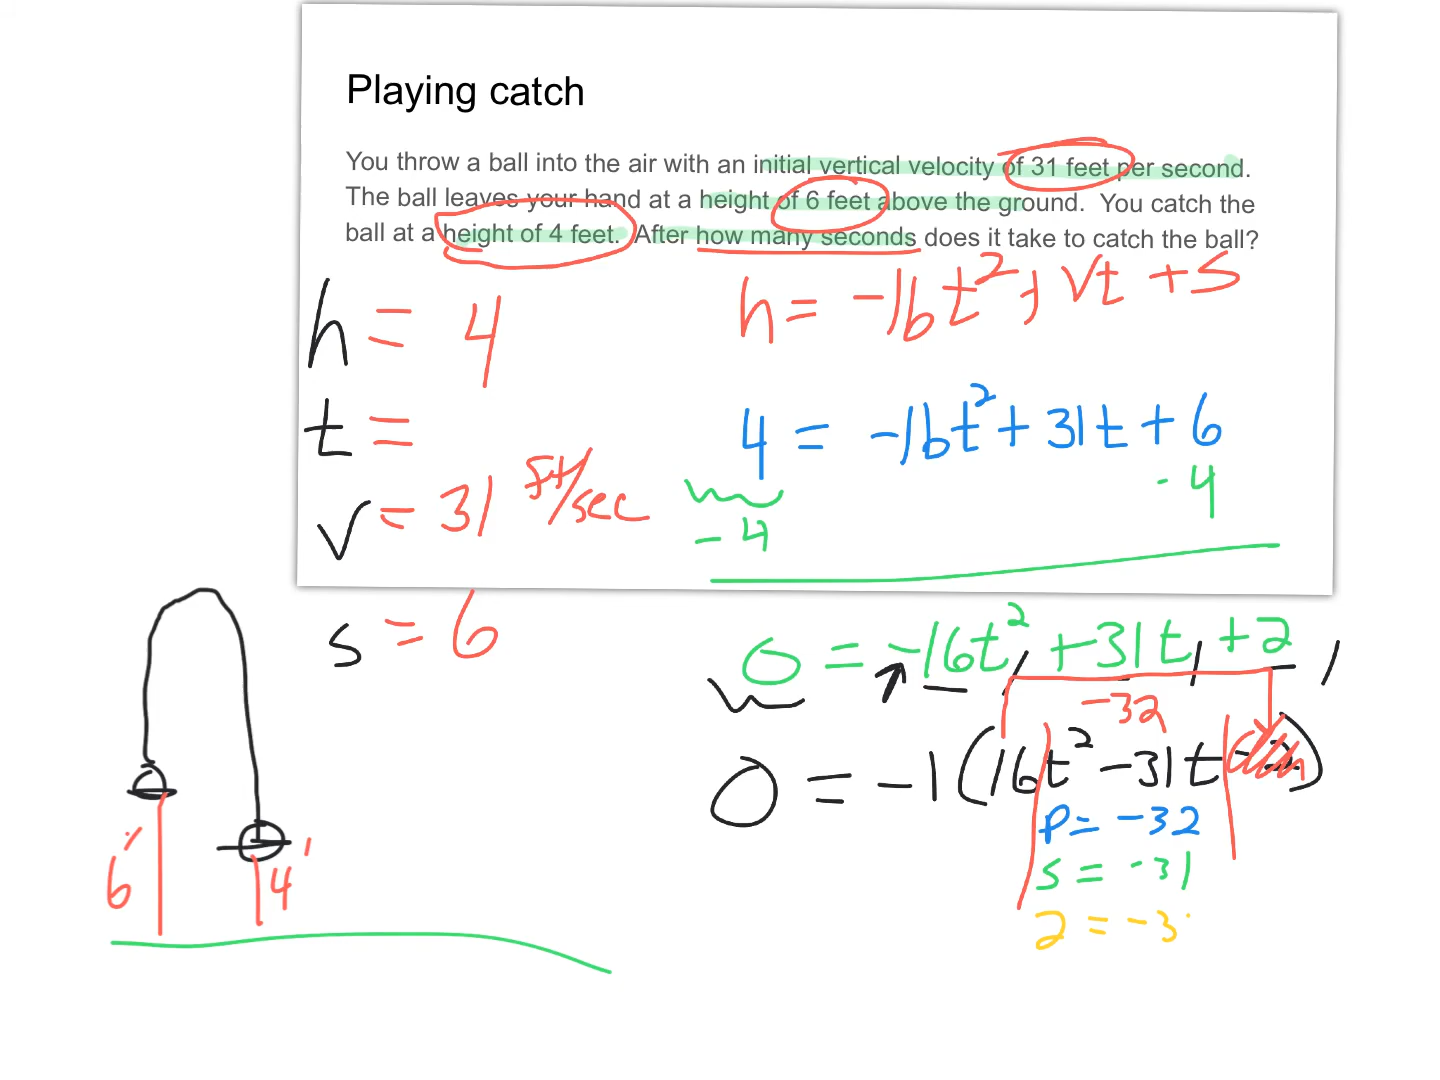 Playing catch
You throw a ball into the air with an initial vertical velocity of 31 feet per second.
The ball leaves your hand at a height of 6 feet above the ground. You catch the
ball at a height of 4 feet. After how many seconds does it take to catch the ball?
h = 4
h = -16t² + vt + s
t =
4 = -16t² + 31t + 6
v = 31 ft/sec
-4 -4
s = 6
0 = -16t² + 31t + 2
-32
0 = -1(16t² - 31t - 2)
p = -32
s = -31
2 = -3
6' 4'